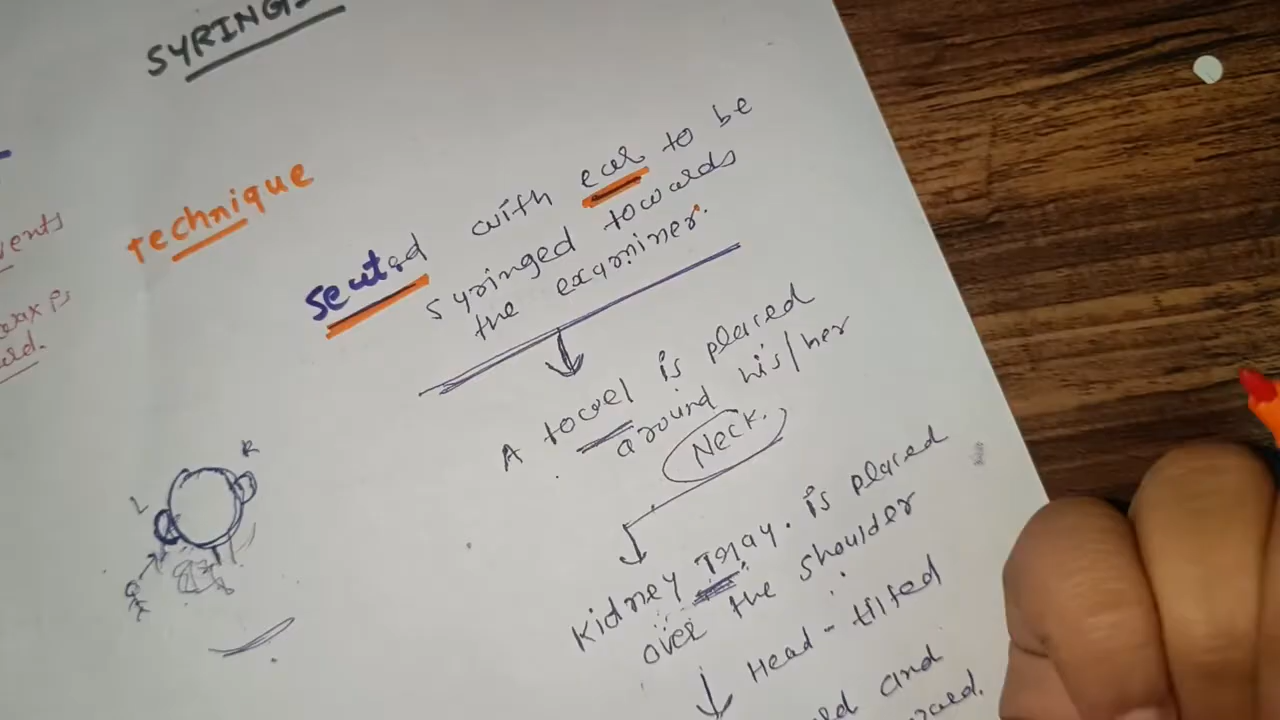 SYRING
Technique
Seated with ear to be
syringed towards
the examiner.
A towel is placed
around his/her
Neck.
Kidney Tray. is placed
over the shoulder
Head - tilted
and
L
R